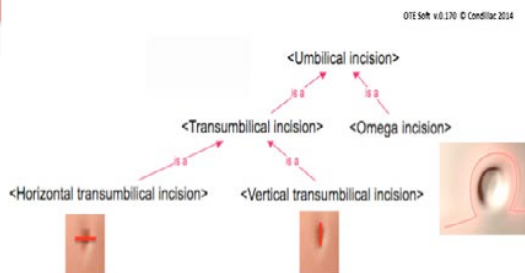 OTE Soft v.0.170 © Condillac 2014
<Umbilical incision>
is a
is a
<Transumbilical incision>
<Omega incision>
is a
is a
<Horizontal transumbilical incision>
<Vertical transumbilical incision>